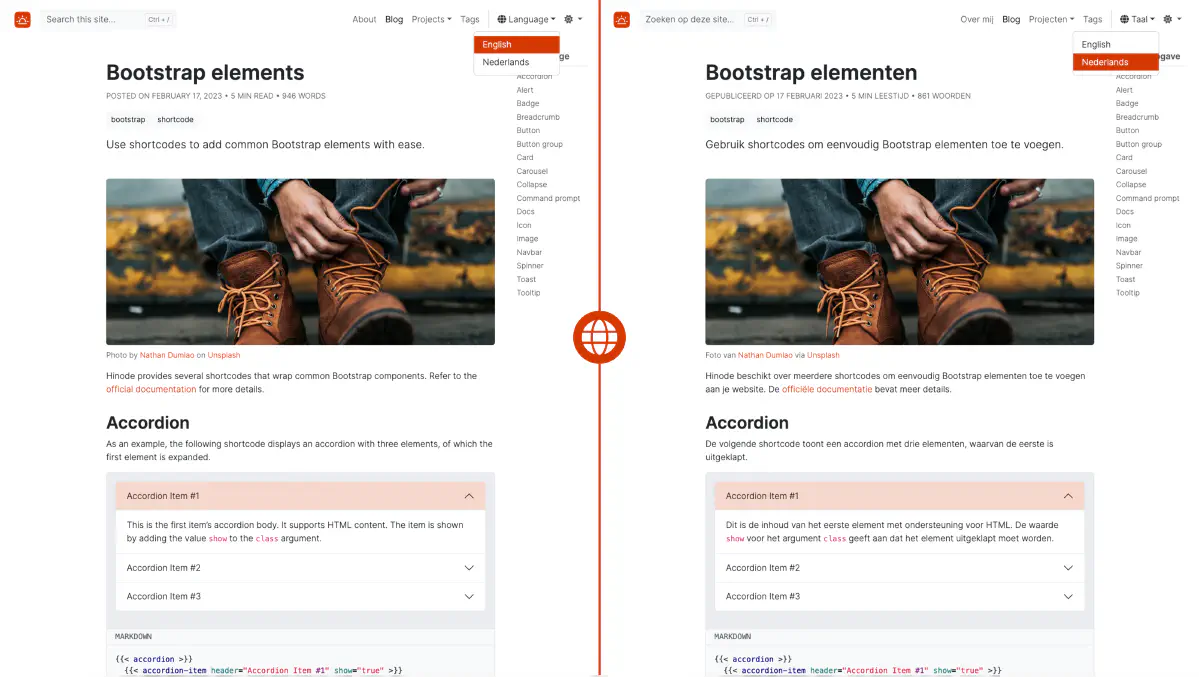 Search this site... Ctrl + /
About Blog Projects Tags Language
English
Nederlands
ge
Bootstrap elements
POSTED ON FEBRUARY 17, 2023 • 5 MIN READ • 946 WORDS
bootstrap shortcode
Use shortcodes to add common Bootstrap elements with ease.
Accordion
Alert
Badge
Breadcrumb
Button
Button group
Card
Carousel
Collapse
Command prompt
Docs
Icon
Image
Navbar
Spinner
Toast
Tooltip
Photo by Nathan Dumlao on Unsplash
Hinode provides several shortcodes that wrap common Bootstrap components. Refer to the
official documentation for more details.
Accordion
As an example, the following shortcode displays an accordion with three elements, of which the
first element is expanded.
Accordion Item #1
This is the first item's accordion body. It supports HTML content. The item is shown
by adding the value show to the class argument.
Accordion Item #2
Accordion Item #3
MARKDOWN
{{< accordion >}}
{{< accordion-item header="Accordion Item #1" show="true" >}}
Zoeken op deze site... Ctrl + /
Over mij Blog Projecten Tags Taal
English
Nederlands
gave
Bootstrap elementen
GEPUBLICEERD OP 17 FEBRUARI 2023 • 5 MIN LEESTIJD • 861 WOORDEN
bootstrap shortcode
Gebruik shortcodes om eenvoudig Bootstrap elementen toe te voegen.
Accordion
Alert
Badge
Breadcrumb
Button
Button group
Card
Carousel
Collapse
Command prompt
Docs
Icon
Image
Navbar
Spinner
Toast
Tooltip
Foto van Nathan Dumlao via Unsplash
Hinode beschikt over meerdere shortcodes om eenvoudig Bootstrap elementen toe te voegen
aan je website. De officiële documentatie bevat meer details.
Accordion
De volgende shortcode toont een accordion met drie elementen, waarvan de eerste is
uitgeklapt.
Accordion Item #1
Dit is de inhoud van het eerste element met ondersteuning voor HTML. De waarde
show voor het argument class geeft aan dat het element uitgeklapt moet worden.
Accordion Item #2
Accordion Item #3
MARKDOWN
{{< accordion >}}
{{< accordion-item header="Accordion Item #1" show="true" >}}